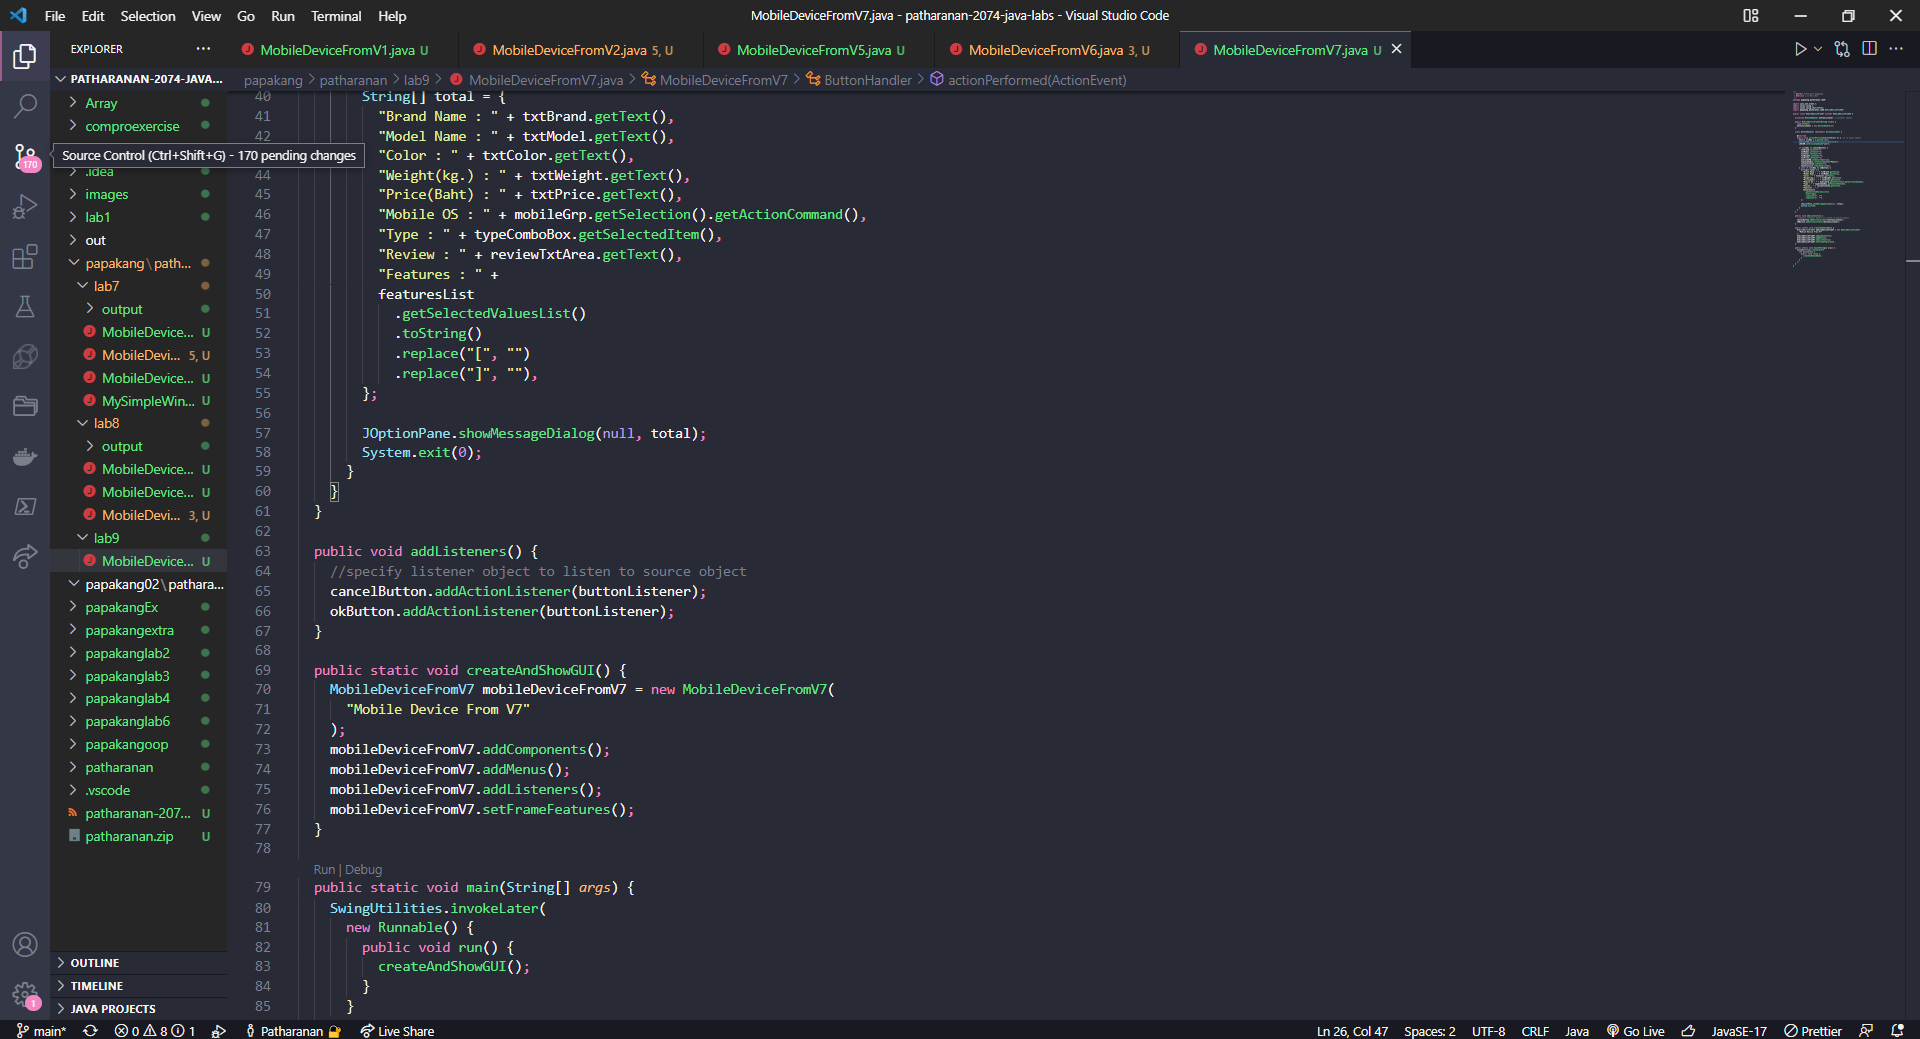 File Edit Selection View Go Run Terminal Help
MobileDeviceFromV7.java - patharanan-2074-java-labs - Visual Studio Code
EXPLORER
MobileDeviceFromV1.java U
MobileDeviceFromV2.java 5, U
MobileDeviceFromV5.java U
MobileDeviceFromV6.java 3, U
MobileDeviceFromV7.java U
PATHARANAN-2074-JAVA...
papakang > patharanan > lab9 > MobileDeviceFromV7.java > MobileDeviceFromV7 > ButtonHandler > actionPerformed(ActionEvent)
Array
comproexercise
Source Control (Ctrl+Shift+G) - 170 pending changes
170
.idea
images
lab1
out
papakang\path...
lab7
output
MobileDevice... U
MobileDevi... 5, U
MobileDevice... U
MySimpleWin... U
lab8
output
MobileDevice... U
MobileDevice... U
MobileDevi... 3, U
lab9
MobileDevice... U
papakang02\pathara...
papakangEx
papakangextra
papakanglab2
papakanglab3
papakanglab4
papakanglab6
papakangoop
patharanan
.vscode
patharanan-207... U
patharanan.zip U
OUTLINE
TIMELINE
JAVA PROJECTS
1
40 String[] total = {
41 "Brand Name : " + txtBrand.getText(),
42 "Model Name : " + txtModel.getText(),
"Color : " + txtColor.getText(),
44 "Weight(kg.) : " + txtWeight.getText(),
45 "Price(Baht) : " + txtPrice.getText(),
46 "Mobile OS : " + mobileGrp.getSelection().getActionCommand(),
47 "Type : " + typeComboBox.getSelectedItem(),
48 "Review : " + reviewTxtArea.getText(),
49 "Features : " +
50 featuresList
51 .getSelectedValuesList()
52 .toString()
53 .replace("[", "")
54 .replace("]", ""),
55 };
56
57 JOptionPane.showMessageDialog(null, total);
58 System.exit(0);
59 }
60 }
61 }
62
63 public void addListeners() {
64 //specify listener object to listen to source object
65 cancelButton.addActionListener(buttonListener);
66 okButton.addActionListener(buttonListener);
67 }
68
69 public static void createAndShowGUI() {
70 MobileDeviceFromV7 mobileDeviceFromV7 = new MobileDeviceFromV7(
71 "Mobile Device From V7"
72 );
73 mobileDeviceFromV7.addComponents();
74 mobileDeviceFromV7.addMenus();
75 mobileDeviceFromV7.addListeners();
76 mobileDeviceFromV7.setFrameFeatures();
77 }
78
Run | Debug
79 public static void main(String[] args) {
80 SwingUtilities.invokeLater(
81 new Runnable() {
82 public void run() {
83 createAndShowGUI();
84 }
85 }
main* 0 8 1 Patharanan Live Share
Ln 26, Col 47 Spaces: 2 UTF-8 CRLF Java Go Live JavaSE-17 Prettier